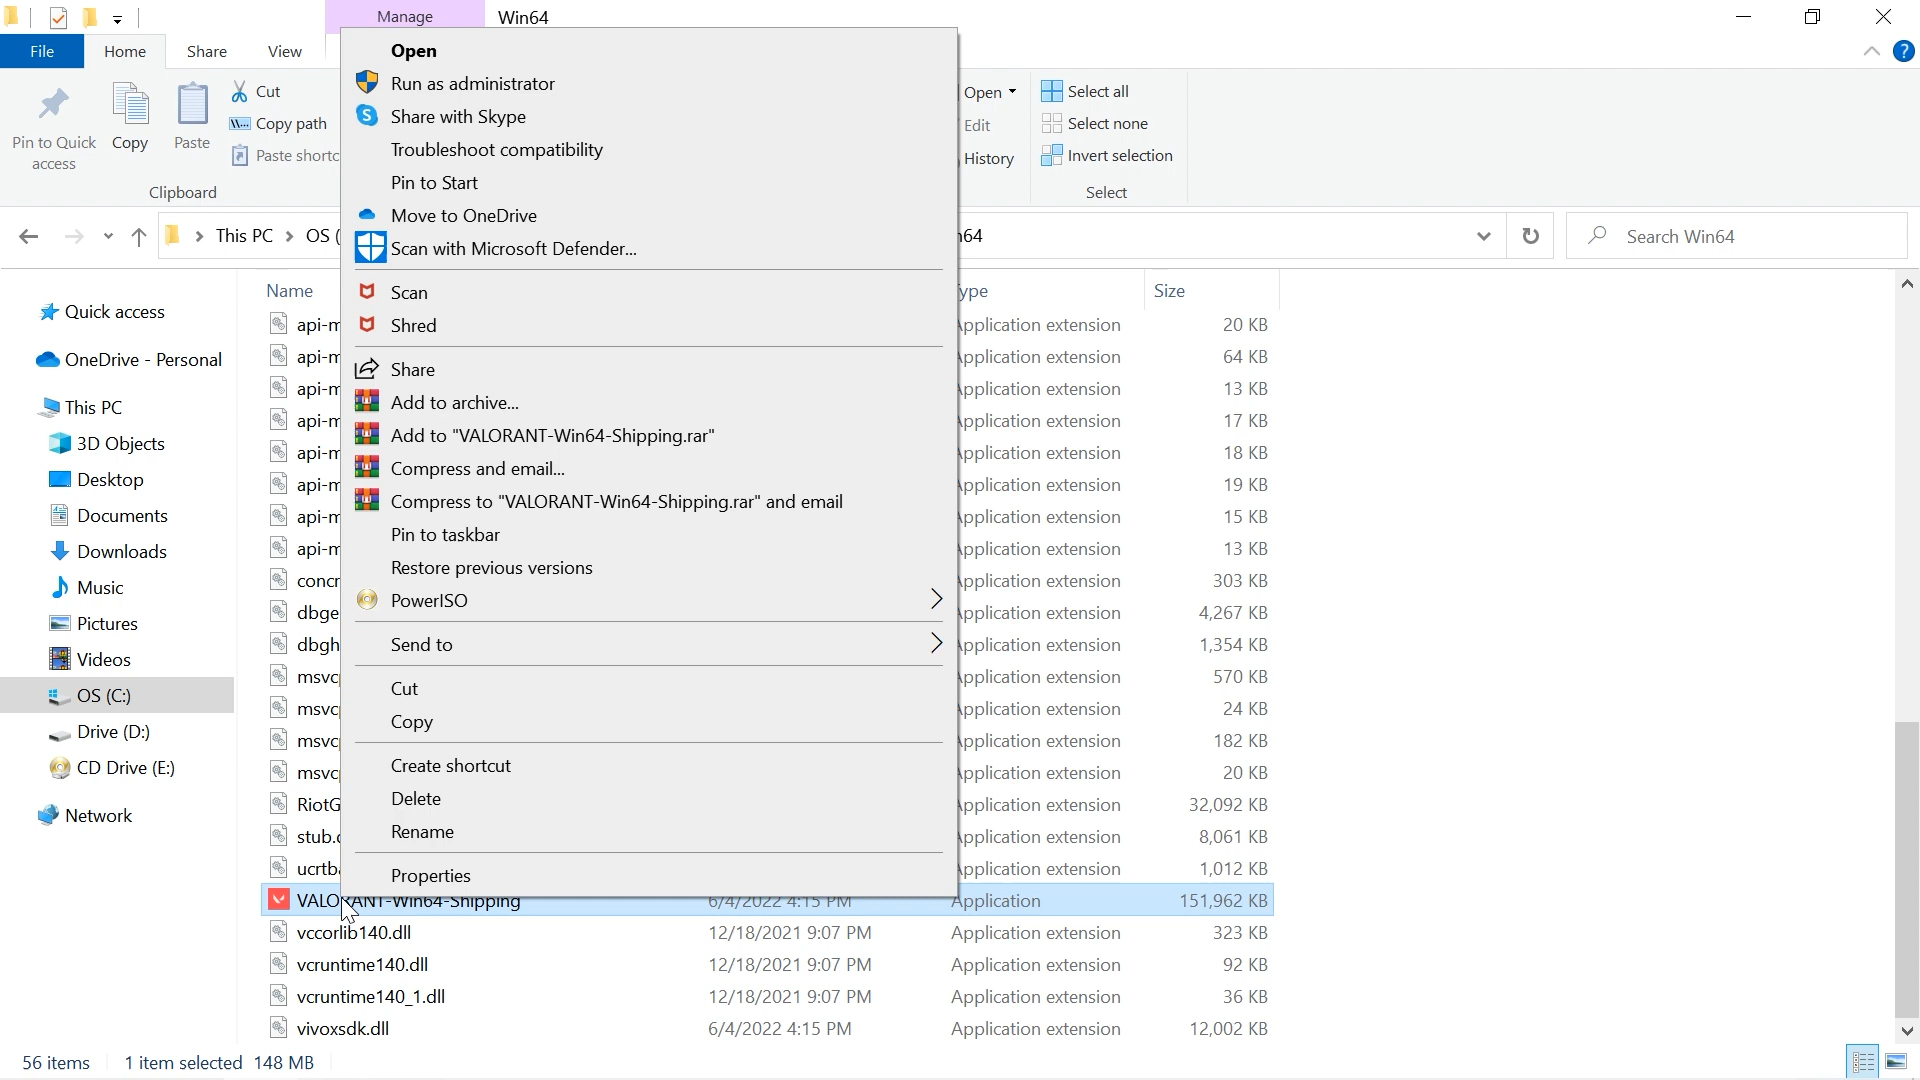 Manage
Win64
File
Home
Share
View
Pin to Quick
access
Copy
Paste
Cut
Copy path
Paste shortc
Clipboard
Open
Edit
History
Select all
Select none
Invert selection
Select
This PC
OS (
n64
Search Win64
Quick access
OneDrive - Personal
This PC
3D Objects
Desktop
Documents
Downloads
Music
Pictures
Videos
OS (C:)
Drive (D:)
CD Drive (E:)
Network
Open
Run as administrator
Share with Skype
Troubleshoot compatibility
Pin to Start
Move to OneDrive
Scan with Microsoft Defender...
Scan
Shred
Share
Add to archive...
Add to "VALORANT-Win64-Shipping.rar"
Compress and email...
Compress to "VALORANT-Win64-Shipping.rar" and email
Pin to taskbar
Restore previous versions
PowerISO
Send to
Cut
Copy
Create shortcut
Delete
Rename
Properties
Name ype Size
api-m Application extension 20 KB
api-m Application extension 64 KB
api-m Application extension 13 KB
api-m Application extension 17 KB
api-m Application extension 18 KB
api-m Application extension 19 KB
api-m Application extension 15 KB
api-m Application extension 13 KB
concr Application extension 303 KB
dbge Application extension 4,267 KB
dbgh Application extension 1,354 KB
msvcp Application extension 570 KB
msvcp Application extension 24 KB
msvcp Application extension 182 KB
msvcp Application extension 20 KB
RiotG Application extension 32,092 KB
stub.d Application extension 8,061 KB
ucrtba Application extension 1,012 KB
VALORANT-Win64-Shipping 6/4/2022 4:15 PM Application 151,962 KB
vccorlib140.dll 12/18/2021 9:07 PM Application extension 323 KB
vcruntime140.dll 12/18/2021 9:07 PM Application extension 92 KB
vcruntime140_1.dll 12/18/2021 9:07 PM Application extension 36 KB
vivoxsdk.dll 6/4/2022 4:15 PM Application extension 12,002 KB
56 items 1 item selected 148 MB